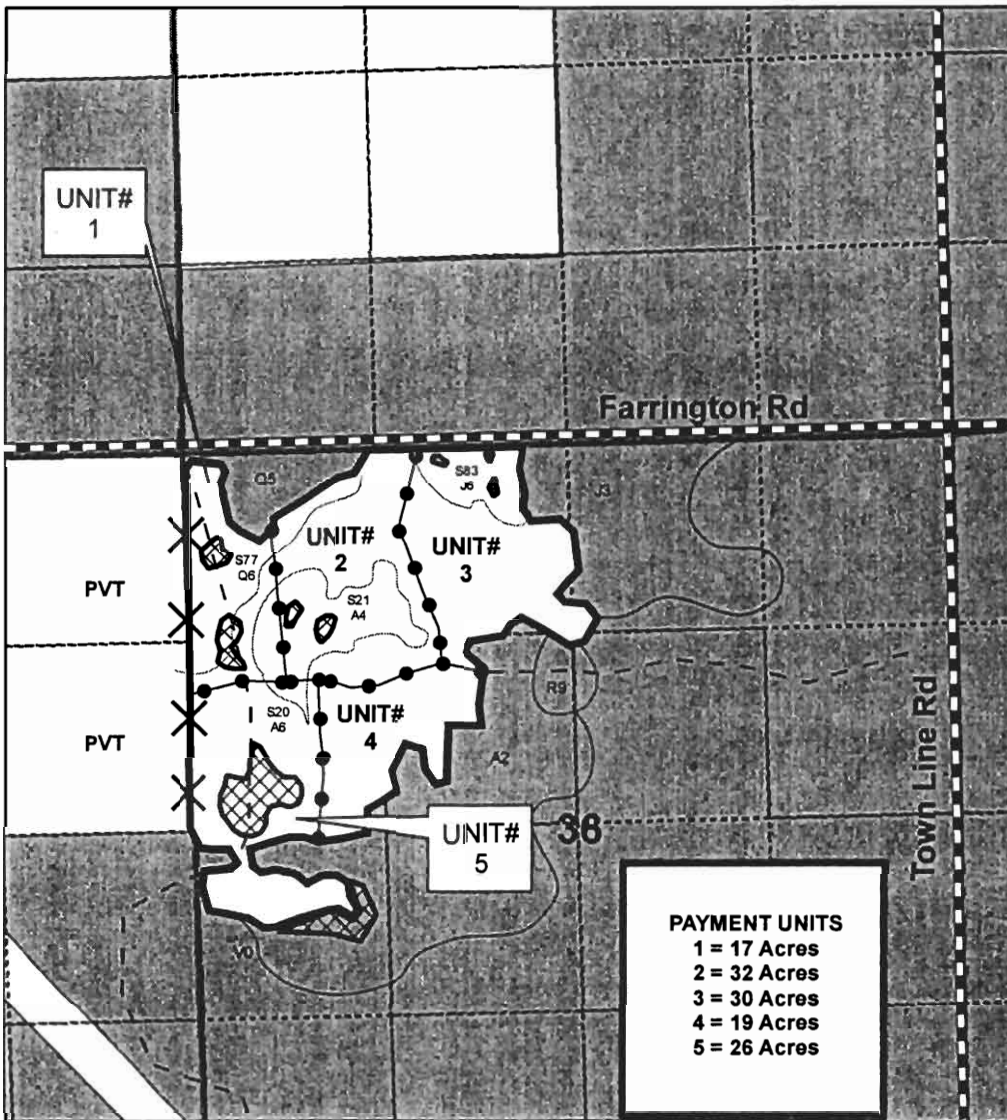 UNIT#
1
Farrington Rd
Q5
S83
J6
J3
UNIT#
2
UNIT#
3
S77
Q6
PVT
S21
A4
R9
S20
A6
UNIT#
4
PVT
A2
UNIT#
5
36
Town Line Rd
V0
PAYMENT UNITS
1 = 17 Acres
2 = 32 Acres
3 = 30 Acres
4 = 19 Acres
5 = 26 Acres